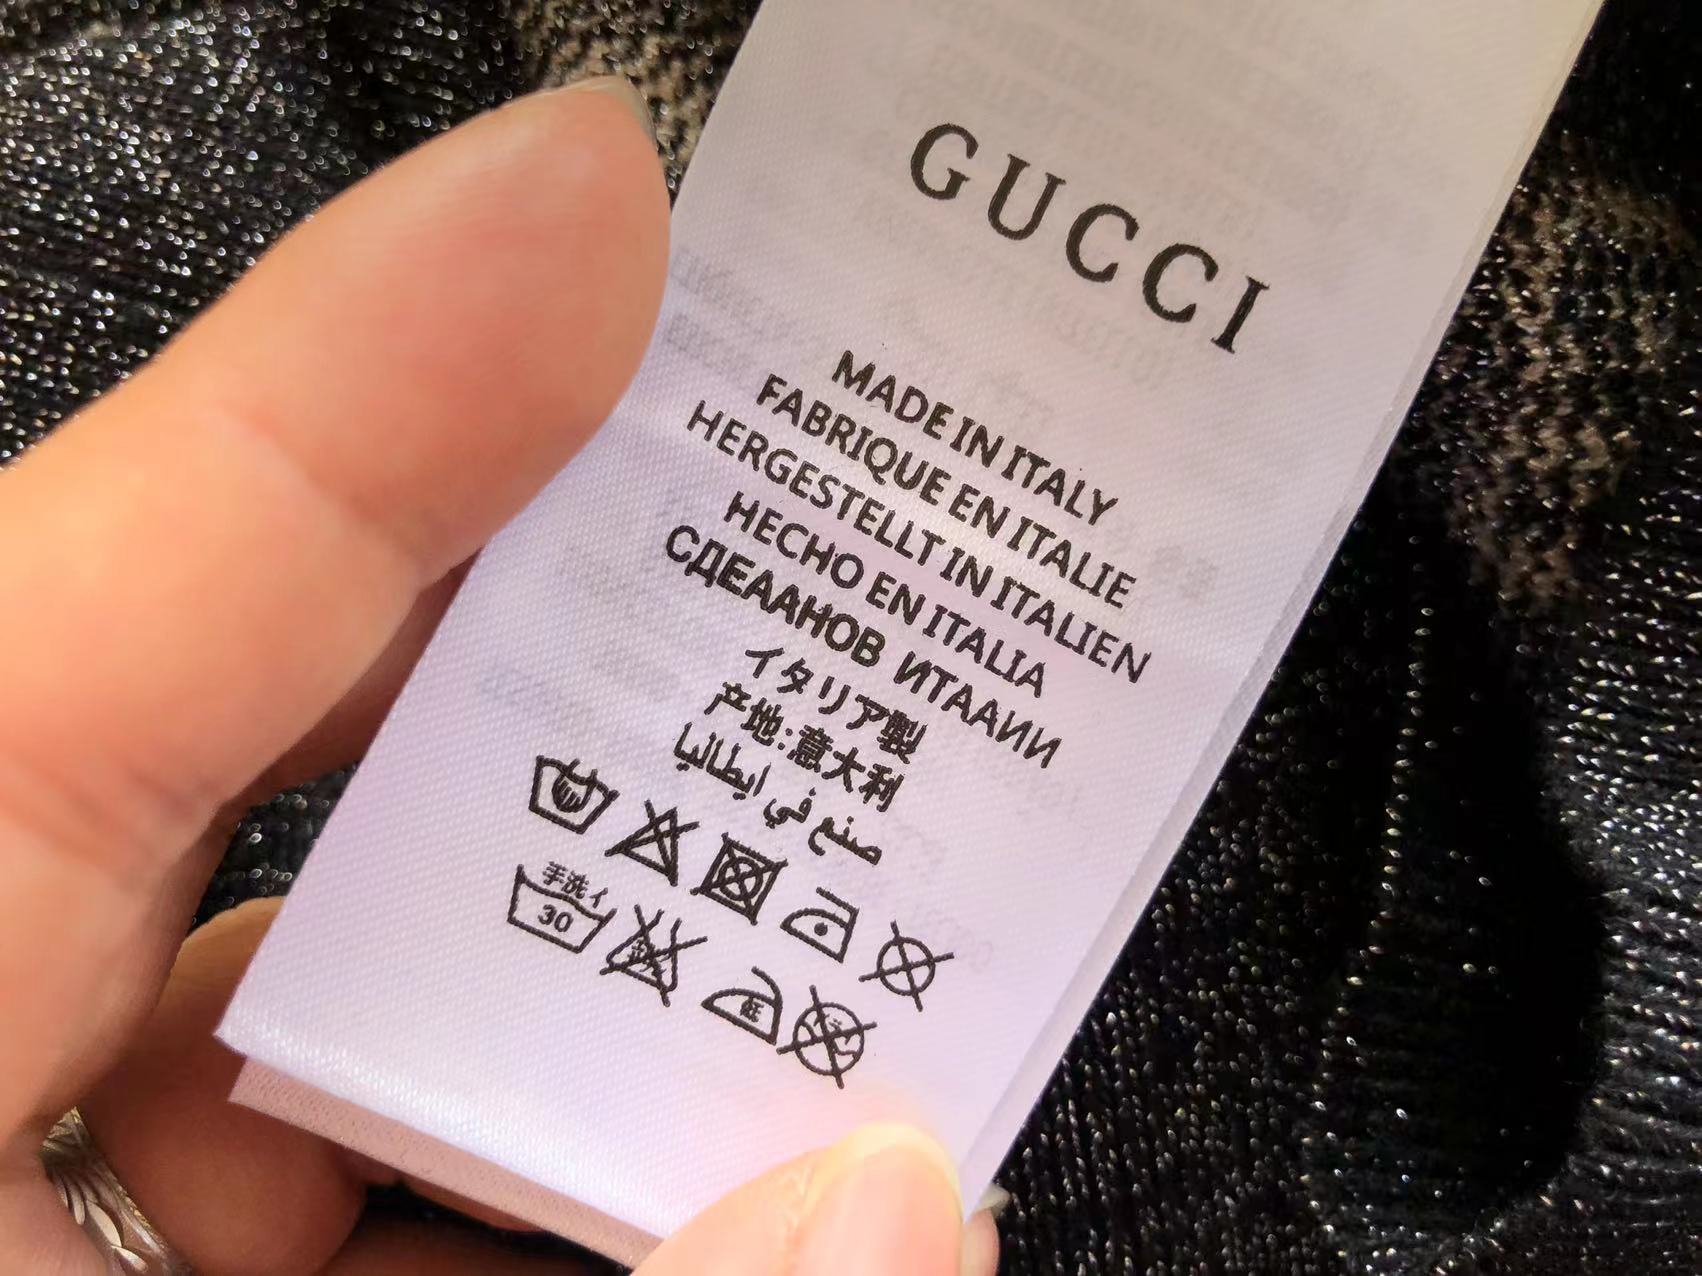 GUCCI
MADE IN ITALY
FABRIQUE EN ITALIE
HERGESTELLT IN ITALIEN
HECHO EN ITALIA
СДЕААНОВ ИТААИИ
イタリア製
产地:意大利
صنع في ايطاليا
手洗イ
30
低